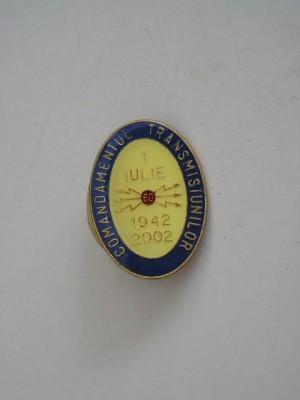 COMANDAMENTUL TRANSMISIUNILOR
1
IULIE
60
1942
2002